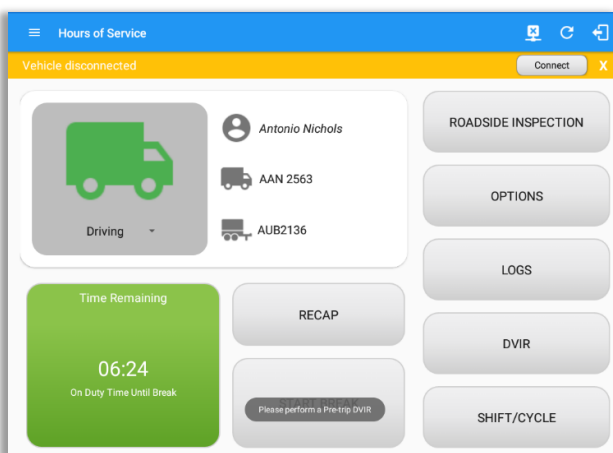 Hours of Service
Vehicle disconnected
Connect
X
Antonio Nichols
AAN 2563
AUB2136
Driving
ROADSIDE INSPECTION
OPTIONS
LOGS
DVIR
SHIFT/CYCLE
Time Remaining
06:24
On Duty Time Until Break
RECAP
START BREAK
Please perform a Pre-trip DVIR